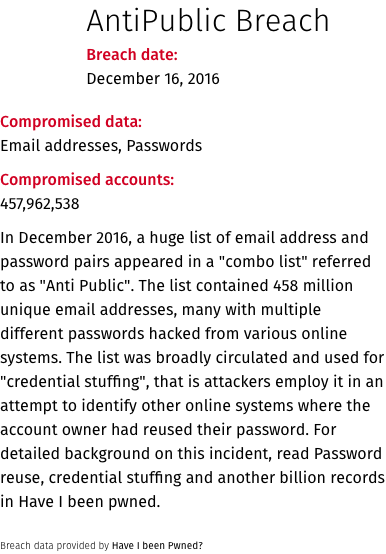 AntiPublic Breach
Breach date:
December 16, 2016
Compromised data:
Email addresses, Passwords
Compromised accounts:
457,962,538
In December 2016, a huge list of email address and
password pairs appeared in a "combo list" referred
to as "Anti Public". The list contained 458 million
unique email addresses, many with multiple
different passwords hacked from various online
systems. The list was broadly circulated and used for
"credential stuffing", that is attackers employ it in an
attempt to identify other online systems where the
account owner had reused their password. For
detailed background on this incident, read Password
reuse, credential stuffing and another billion records
in Have I been pwned.
Breach data provided by Have I been Pwned?